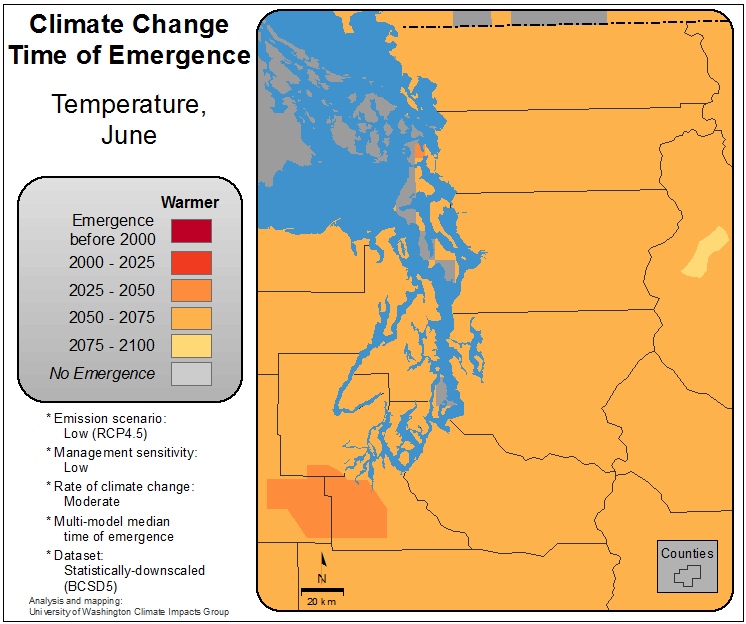 Climate Change
Time of Emergence
Temperature,
June
Warmer
Emergence
before 2000
2000 - 2025
2025 - 2050
2050 - 2075
2075 - 2100
No Emergence
* Emission scenario:
Low (RCP4.5)
* Management sensitivity:
Low
* Rate of climate change:
Moderate
* Multi-model median
time of emergence
* Dataset:
Statistically-downscaled
(BCSD5)
Analysis and mapping:
University of Washington Climate Impacts Group
N
20 km
Counties